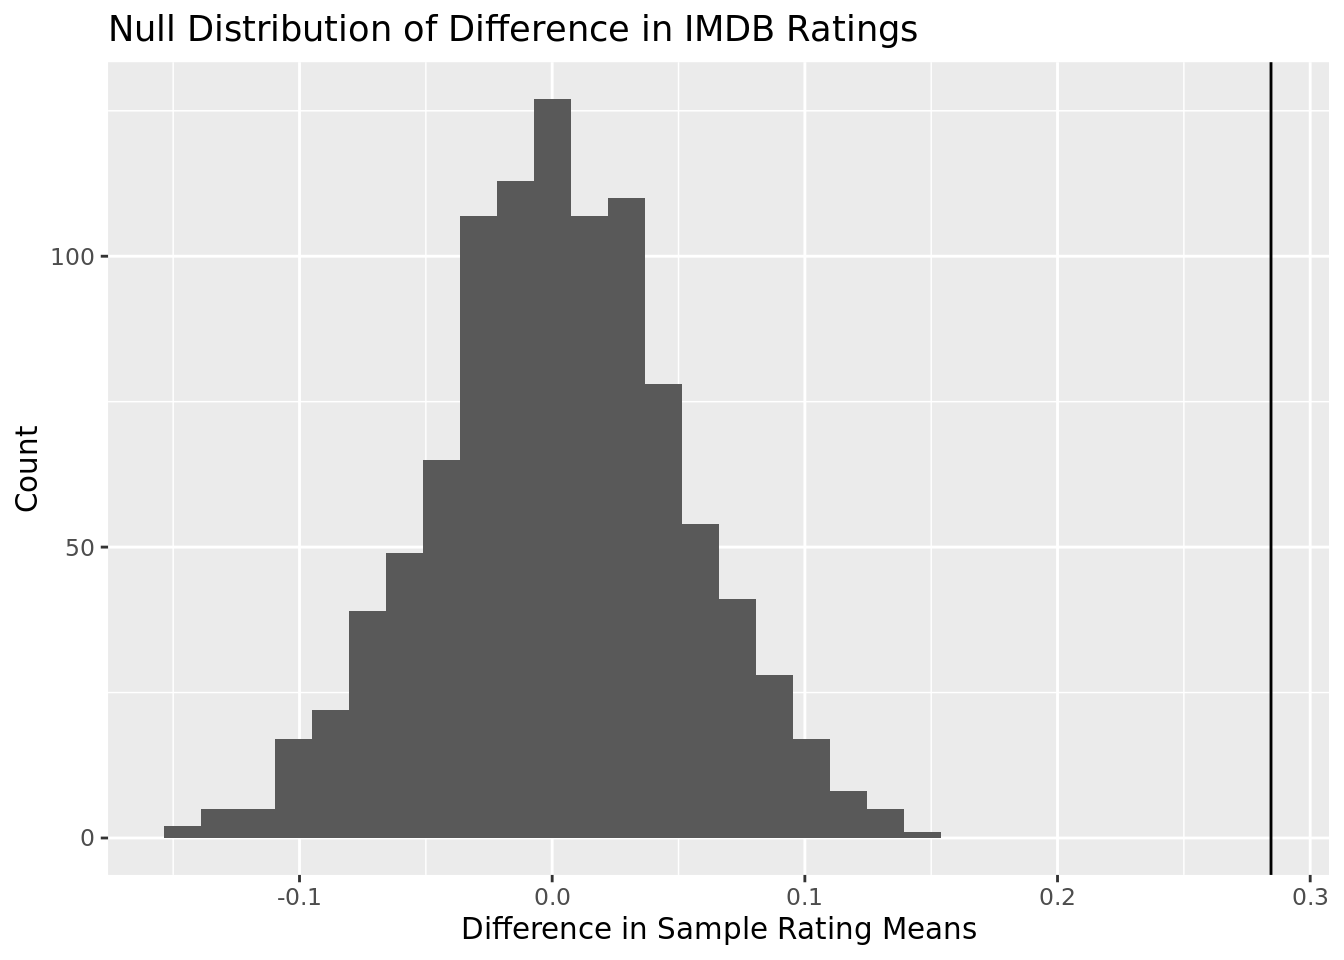 Null Distribution of Difference in IMDB Ratings
Count
100
50
0
-0.1 0.0 0.1 0.2 0.3
Difference in Sample Rating Means